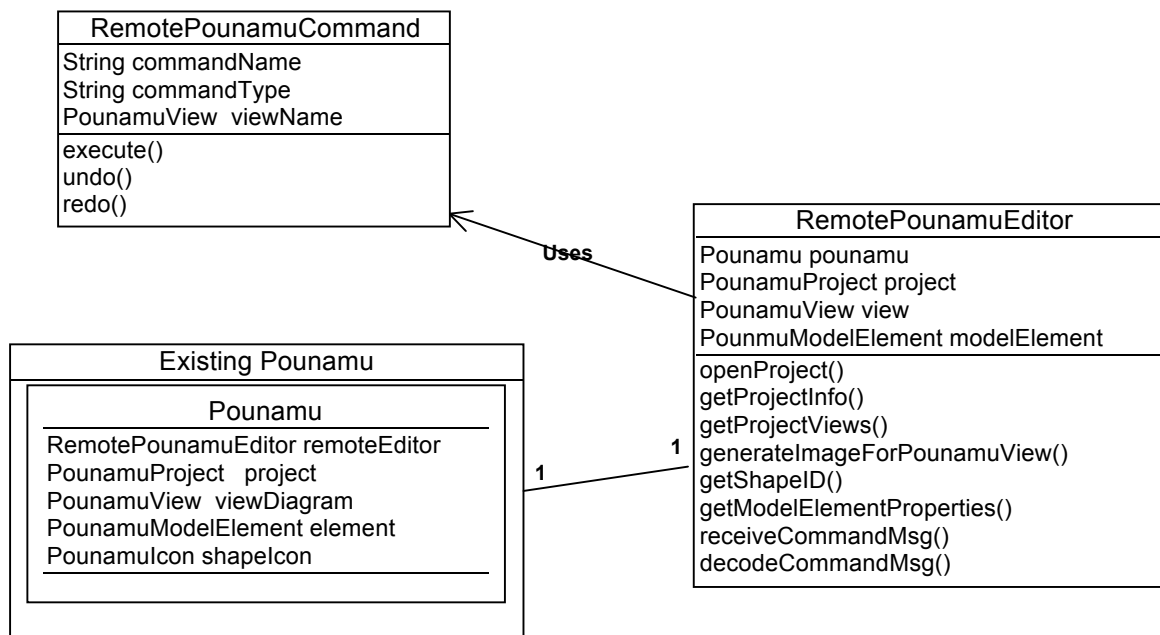 RemotePounamuCommand
String commandName
String commandType
PounamuView viewName
execute()
undo()
redo()
Uses
RemotePounamuEditor
Pounamu pounamu
PounamuProject project
PounamuView view
PounmuModelElement modelElement
openProject()
getProjectInfo()
getProjectViews()
generateImageForPounamuView()
getShapeID()
getModelElementProperties()
receiveCommandMsg()
decodeCommandMsg()
Existing Pounamu
Pounamu
RemotePounamuEditor remoteEditor
PounamuProject project
PounamuView viewDiagram
PounamuModelElement element
PounamuIcon shapeIcon
1
1